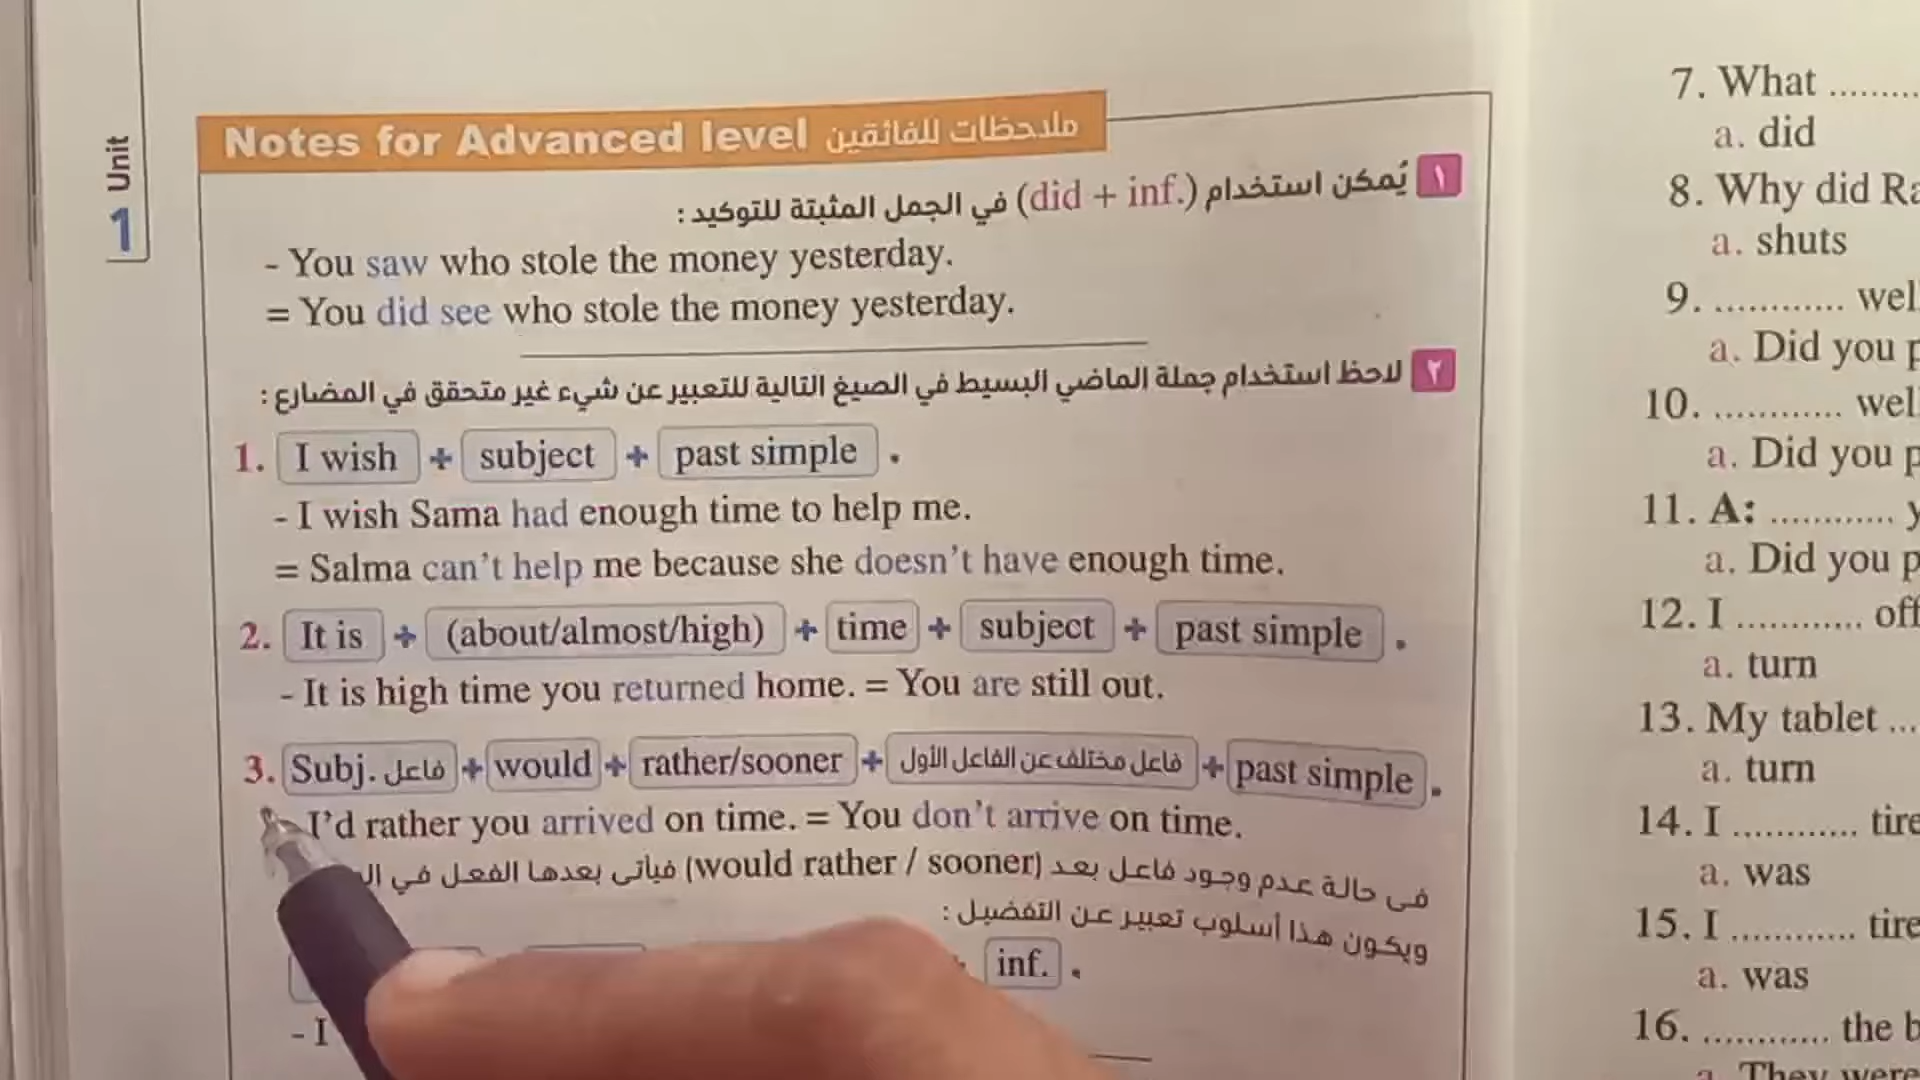 Unit
1
Notes for Advanced level ملاحظات للفائقين
١ يُمكن استخدام (did + inf.) في الجمل المثبتة للتوكيد :
- You saw who stole the money yesterday.
= You did see who stole the money yesterday.
٢ لاحظ استخدام جملة الماضي البسيط في الصيغ التالية للتعبير عن شيء غير متحقق في المضارع :
1. I wish + subject + past simple .
- I wish Sama had enough time to help me.
= Salma can't help me because she doesn't have enough time.
2. It is + (about/almost/high) + time + subject + past simple .
- It is high time you returned home. = You are still out.
3. Subj. فاعل + would + rather/sooner + فاعل مختلف عن الفاعل الأول + past simple .
I'd rather you arrived on time. = You don't arrive on time.
فى حالة عدم وجود فاعل بعد (would rather / sooner) فيأتى بعدها الفعل في
ويكون هذا أسلوب تعبير عن التفضيل :
inf. .
- I
7. What ............
a. did
8. Why did
a. shuts
9. ............
a. Did you
10. ............
a. Did you
11. A: ............
a. Did you
12. I ............ off
a. turn
13. My tablet ...
a. turn
14. I ............
a. was
15. I ............
a. was
16. ............ the
a. They were